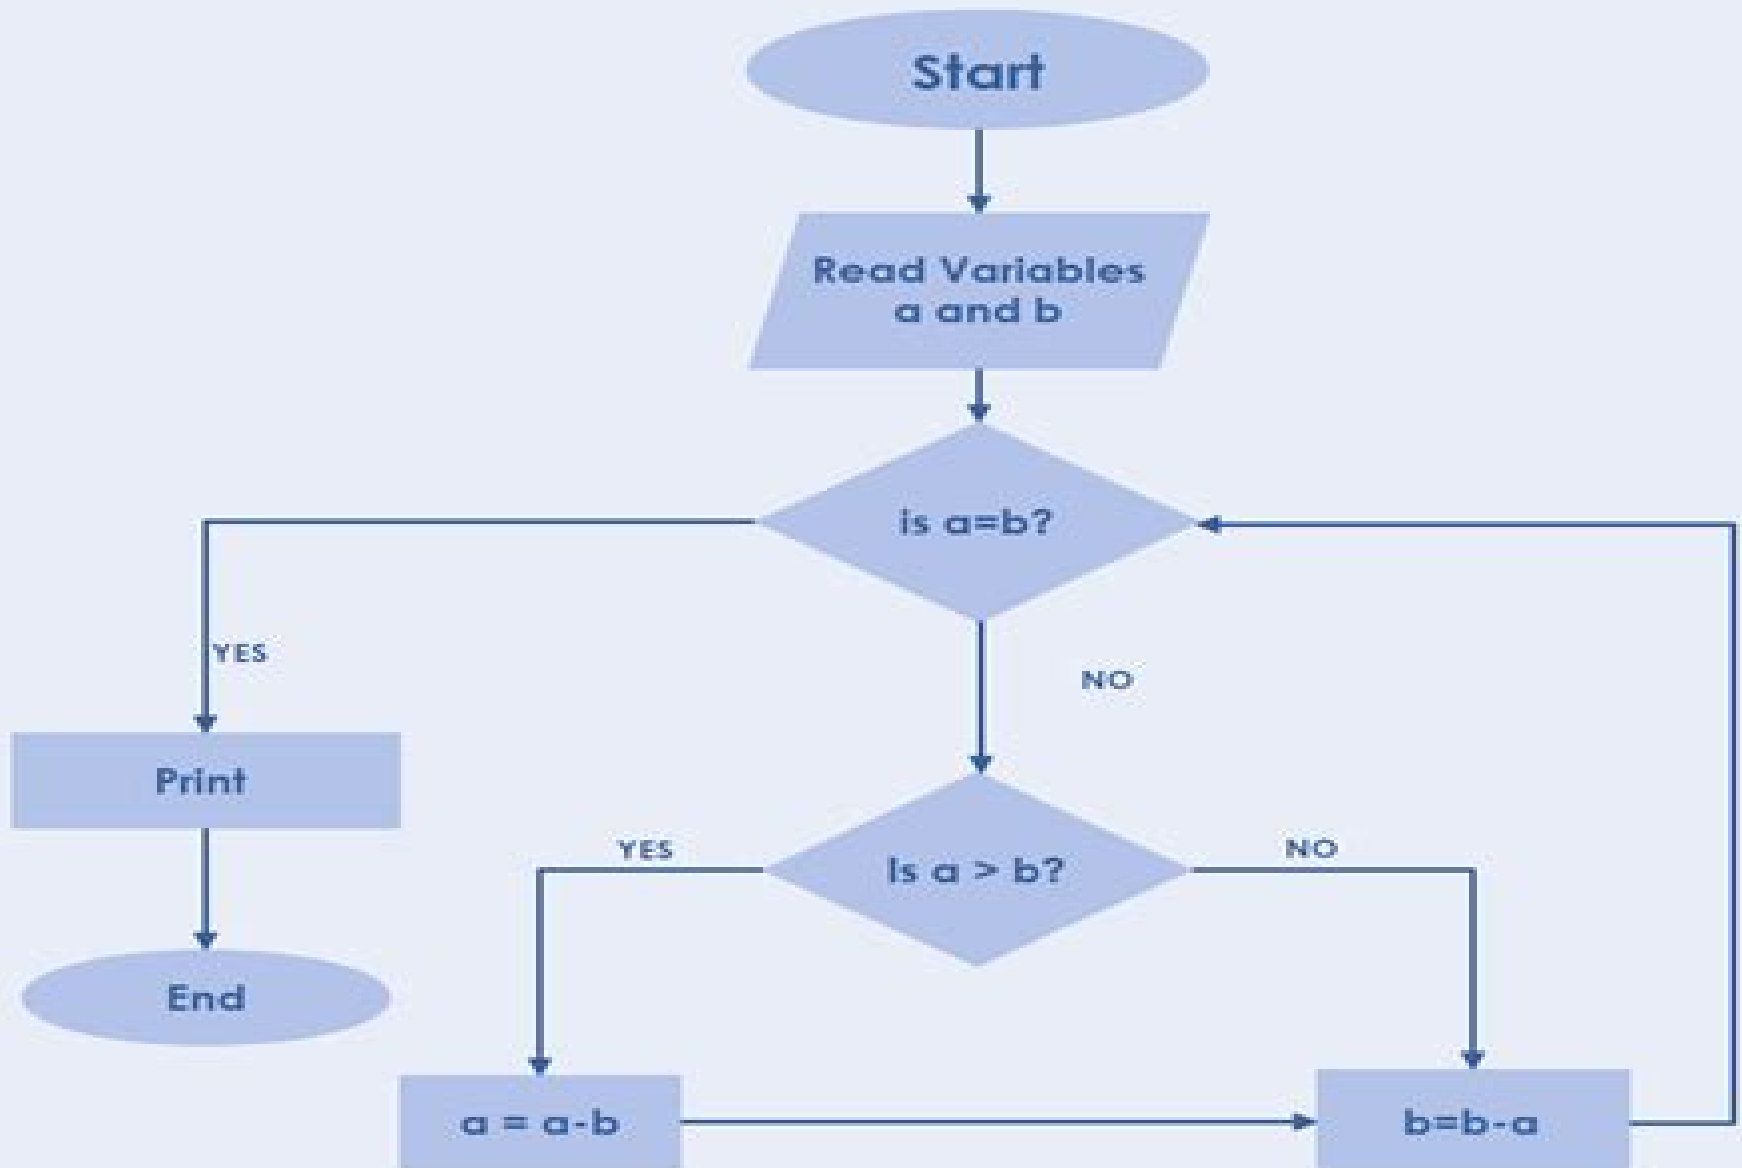 Start
Read Variables
a and b
is a=b?
YES
NO
Print
YES
Is a > b?
NO
End
a = a-b
b=b-a